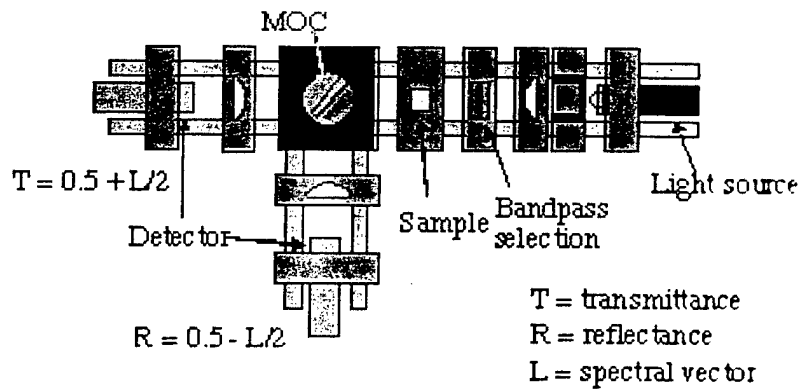 MOC
T = 0.5 + L/2
Detector
Sample
Bandpass
selection
Light source
R = 0.5 - L/2
T = transmittance
R = reflectance
L = spectral vector